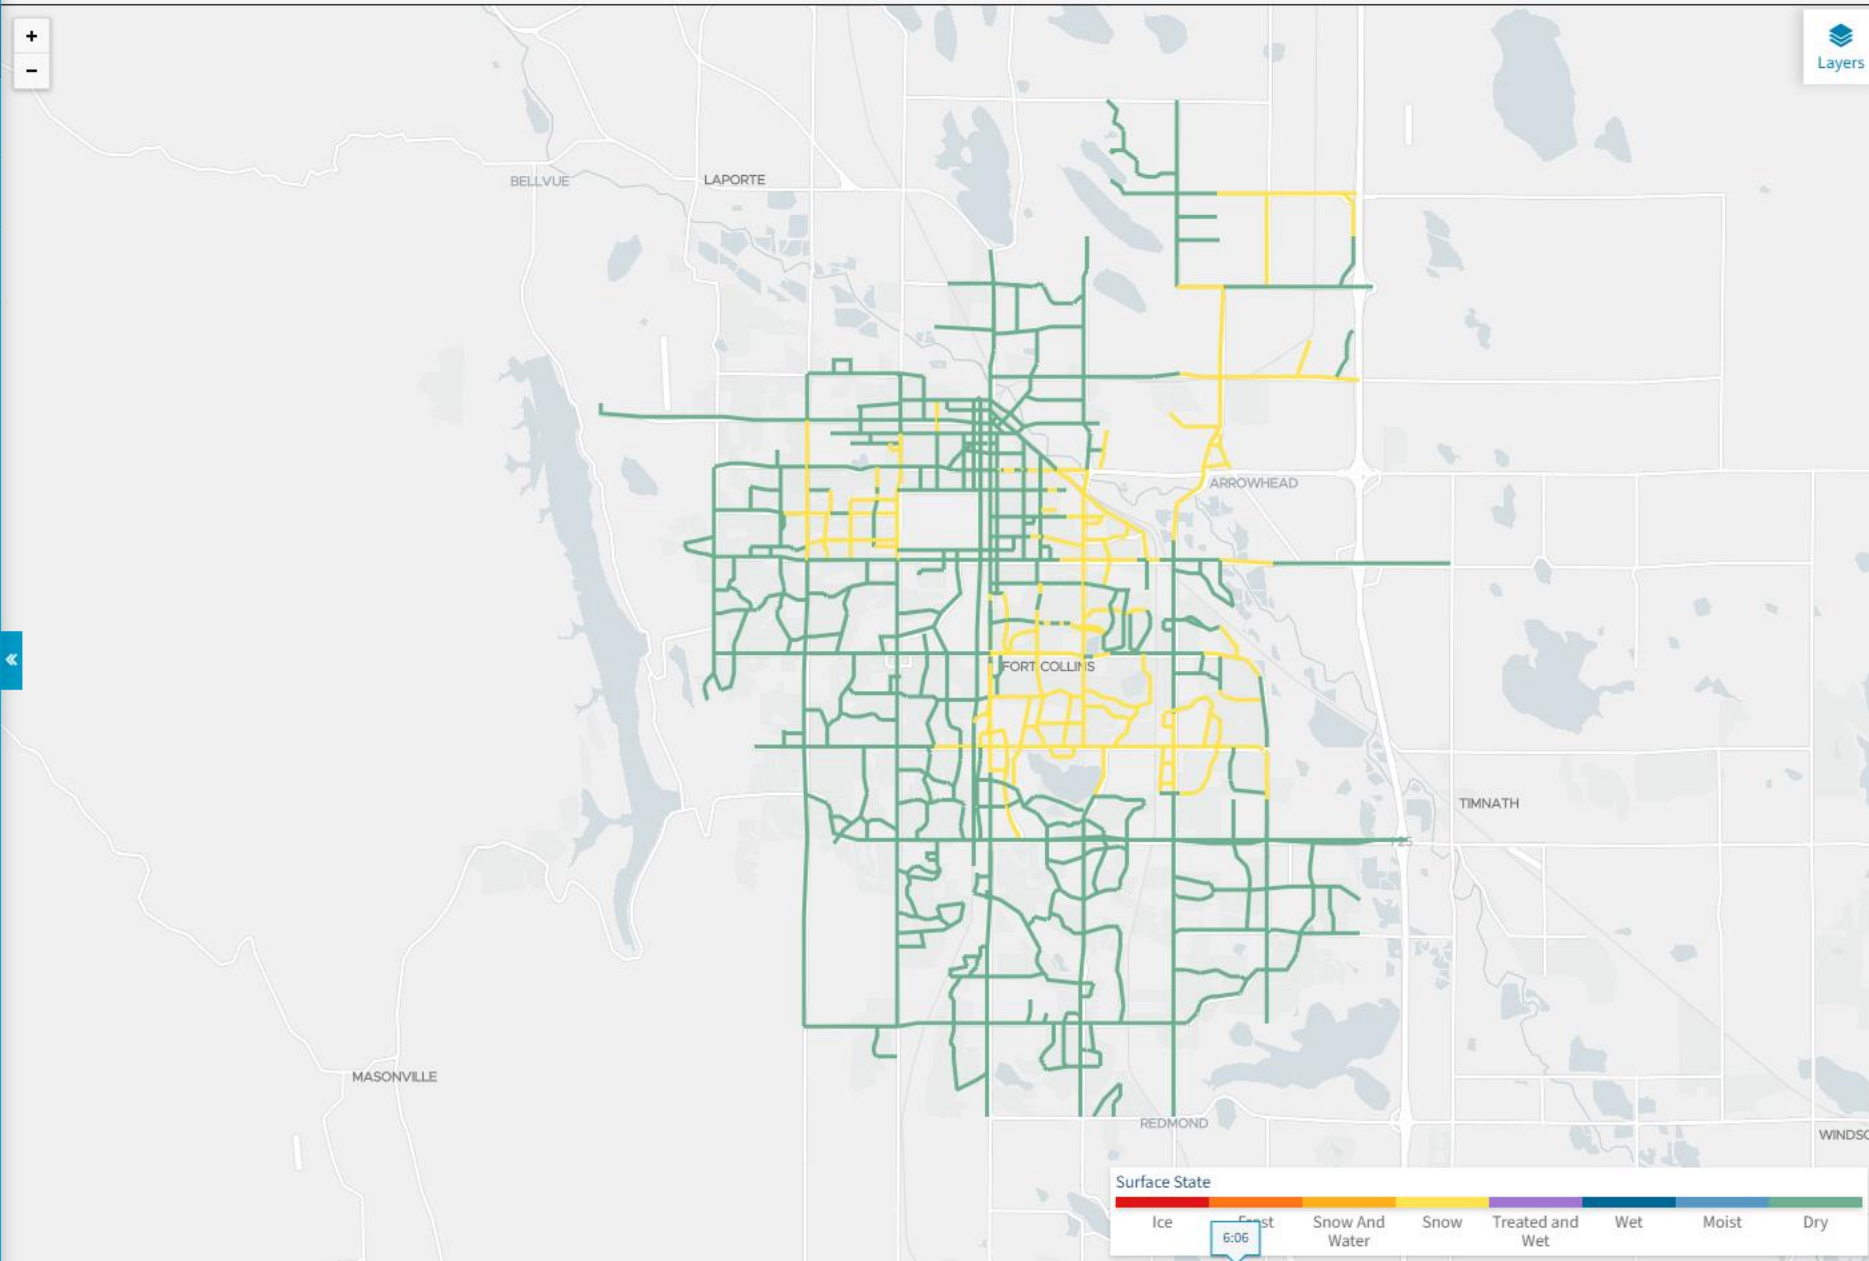 +
−
Layers
BELLVUE
LAPORTE
ARROWHEAD
FORT COLLINS
TIMNATH
MASONVILLE
REDMOND
Surface State
Ice
Snow And
Water
Snow
Treated and
Wet
Wet
Moist
Dry
6:06